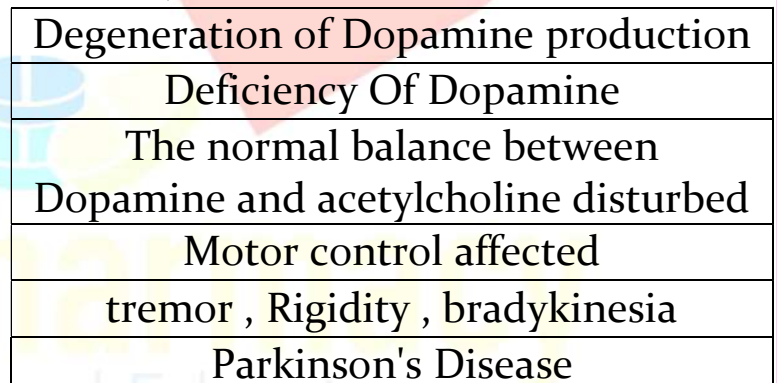 Degeneration of Dopamine production
Deficiency Of Dopamine
The normal balance between
Dopamine and acetylcholine disturbed
Motor control affected
tremor , Rigidity , bradykinesia
Parkinson's Disease